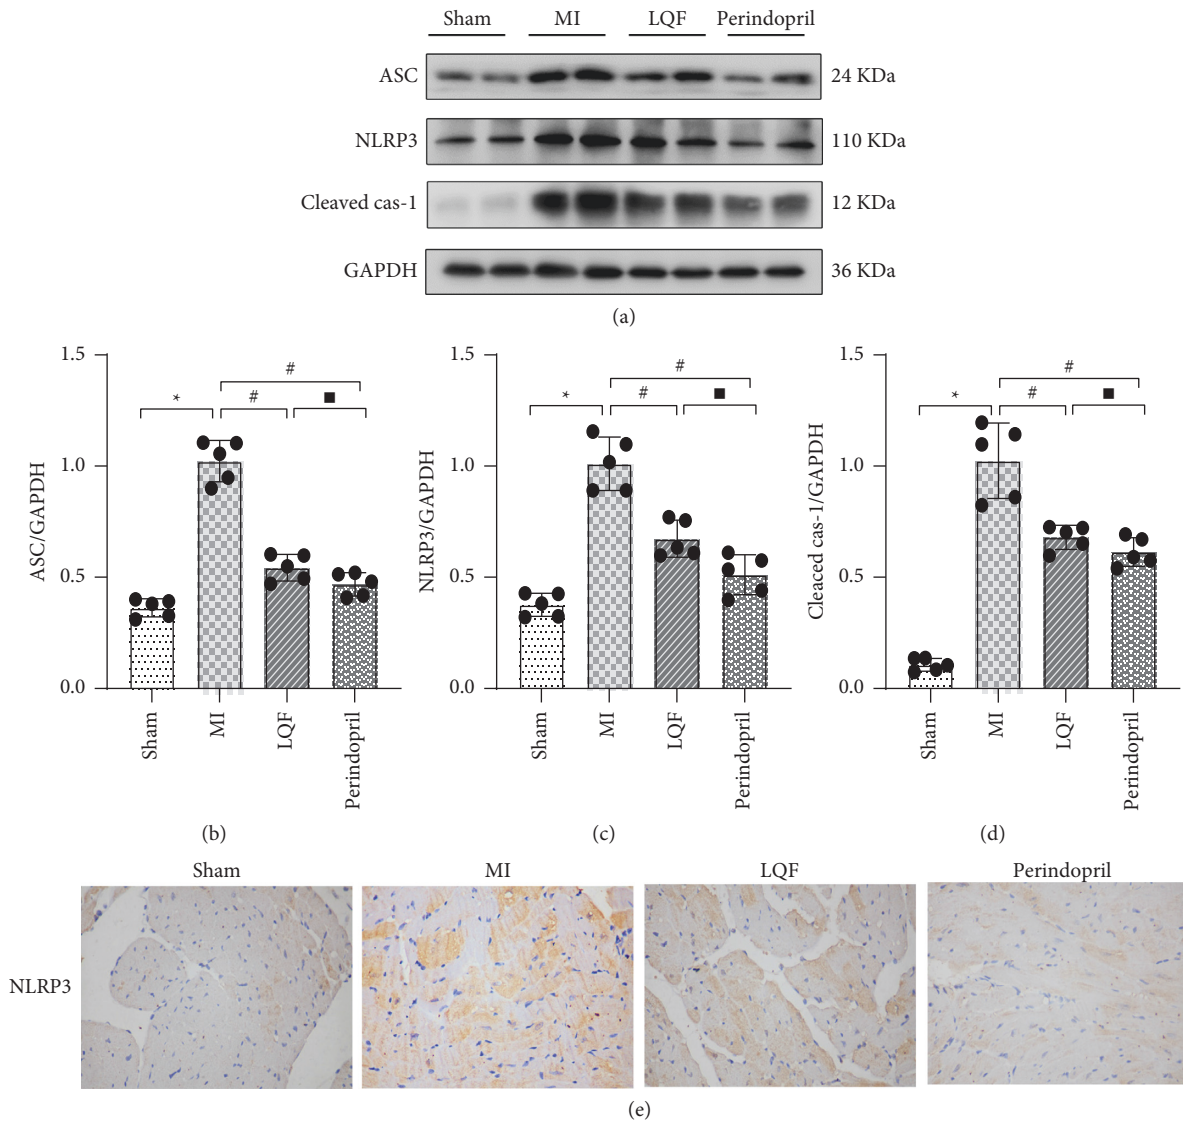 Sham MI LQF Perindopril
ASC 24 KDa
NLRP3 110 KDa
Cleaved cas-1 12 KDa
GAPDH 36 KDa
(a)
ASC/GAPDH
1.5
1.0
0.5
0.0
*
#
#
■
Sham
MI
LQF
Perindopril
(b)
NLRP3/GAPDH
1.5
1.0
0.5
0.0
*
#
#
■
Sham
MI
LQF
Perindopril
(c)
Cleaced cas-1/GAPDH
1.5
1.0
0.5
0.0
*
#
#
■
Sham
MI
LQF
Perindopril
(d)
Sham MI LQF Perindopril
NLRP3
(e)